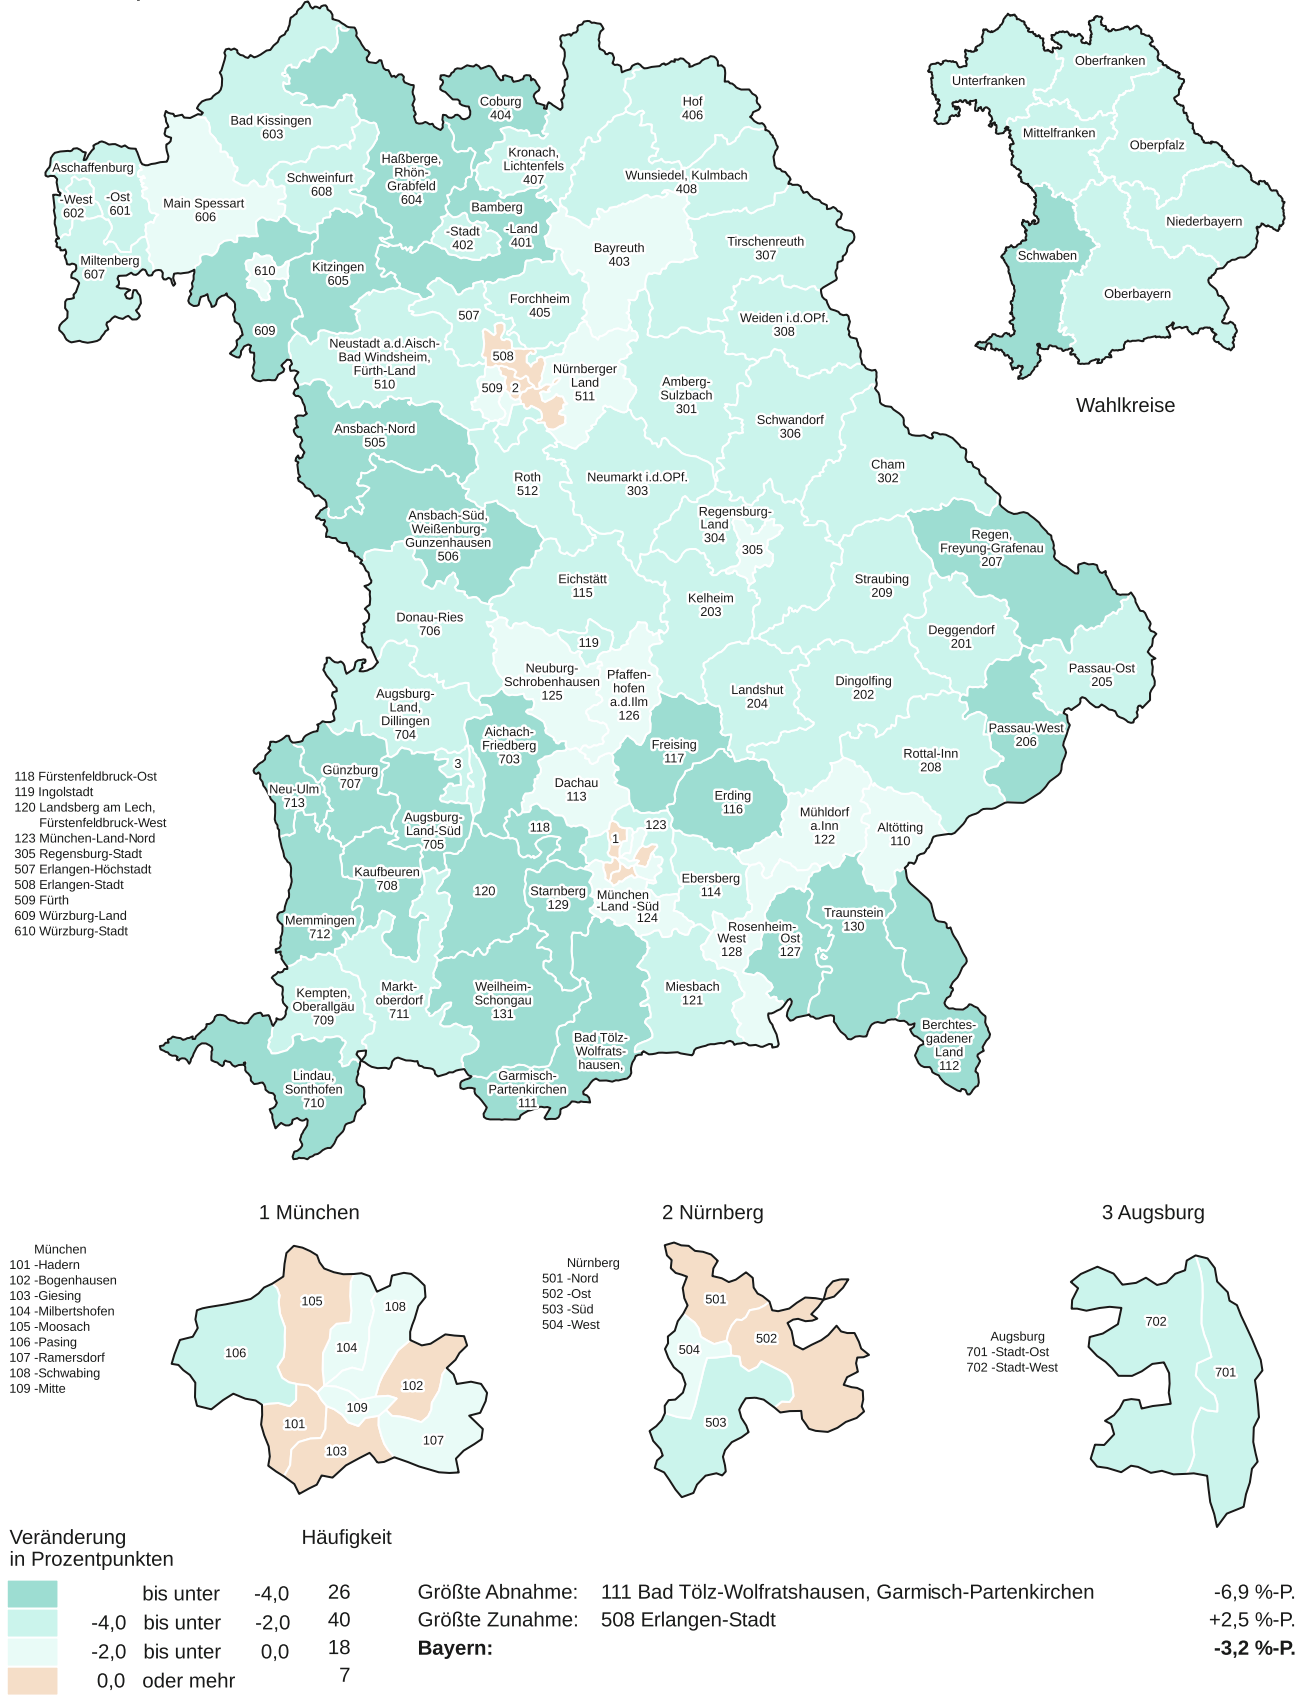 Coburg
404
Hof
406
Bad Kissingen
603
Kronach,
Lichtenfels
407
Haßberge,
Rhön-
Grabfeld
604
Aschaffenburg
-West
602
-Ost
601
Schweinfurt
608
Wunsiedel, Kulmbach
408
Main Spessart
606
Bamberg
-Stadt
402
-Land
401
Bayreuth
403
Tirschenreuth
307
Miltenberg
607
610
Kitzingen
605
Forchheim
405
507
Weiden i.d.OPf.
308
609
Neustadt a.d.Aisch-
Bad Windsheim,
Fürth-Land
510
508
509
2
Nürnberger
Land
511
Amberg-
Sulzbach
301
Schwandorf
306
Ansbach-Nord
505
Cham
302
Roth
512
Neumarkt i.d.OPf.
303
Regensburg-
Land
304
305
Ansbach-Süd,
Weißenburg-
Gunzenhausen
506
Regen,
Freyung-Grafenau
207
Eichstätt
115
Straubing
209
Kelheim
203
Donau-Ries
706
Deggendorf
201
119
Neuburg-
Schrobenhausen
125
Pfaffen-
hofen
a.d.Ilm
126
Passau-Ost
205
Augsburg-
Land,
Dillingen
704
Landshut
204
Dingolfing
202
Passau-West
206
Aichach-
Friedberg
703
Freising
117
Rottal-Inn
208
Günzburg
707
3
Neu-Ulm
713
Dachau
113
Erding
116
Augsburg-
Land-Süd
705
118
1
123
Mühldorf
a.Inn
122
Altötting
110
Kaufbeuren
708
120
Starnberg
129
München
-Land -Süd
124
Ebersberg
114
Memmingen
712
Rosenheim-
West
128
Ost
127
Traunstein
130
Kempten,
Oberallgäu
709
Markt-
oberdorf
711
Weilheim-
Schongau
131
Miesbach
121
Bad Tölz-
Wolfrats-
hausen,
Garmisch-
Partenkirchen
111
Berchtes-
gadener
Land
112
Lindau,
Sonthofen
710
Oberfranken
Unterfranken
Mittelfranken
Oberpfalz
Niederbayern
Schwaben
Oberbayern
Wahlkreise
118 Fürstenfeldbruck-Ost
119 Ingolstadt
120 Landsberg am Lech,
Fürstenfeldbruck-West
123 München-Land-Nord
305 Regensburg-Stadt
507 Erlangen-Höchstadt
508 Erlangen-Stadt
509 Fürth
609 Würzburg-Land
610 Würzburg-Stadt
1 München
München
101 -Hadern
102 -Bogenhausen
103 -Giesing
104 -Milbertshofen
105 -Moosach
106 -Pasing
107 -Ramersdorf
108 -Schwabing
109 -Mitte
105
108
106
104
102
109
101
107
103
2 Nürnberg
Nürnberg
501 -Nord
502 -Ost
503 -Süd
504 -West
501
502
504
503
3 Augsburg
Augsburg
701 -Stadt-Ost
702 -Stadt-West
702
701
Veränderung
in Prozentpunkten
Häufigkeit
bis unter -4,0 26
-4,0 bis unter -2,0 40
-2,0 bis unter 0,0 18
0,0 oder mehr 7
Größte Abnahme: 111 Bad Tölz-Wolfratshausen, Garmisch-Partenkirchen -6,9 %-P.
Größte Zunahme: 508 Erlangen-Stadt +2,5 %-P.
Bayern: -3,2 %-P.